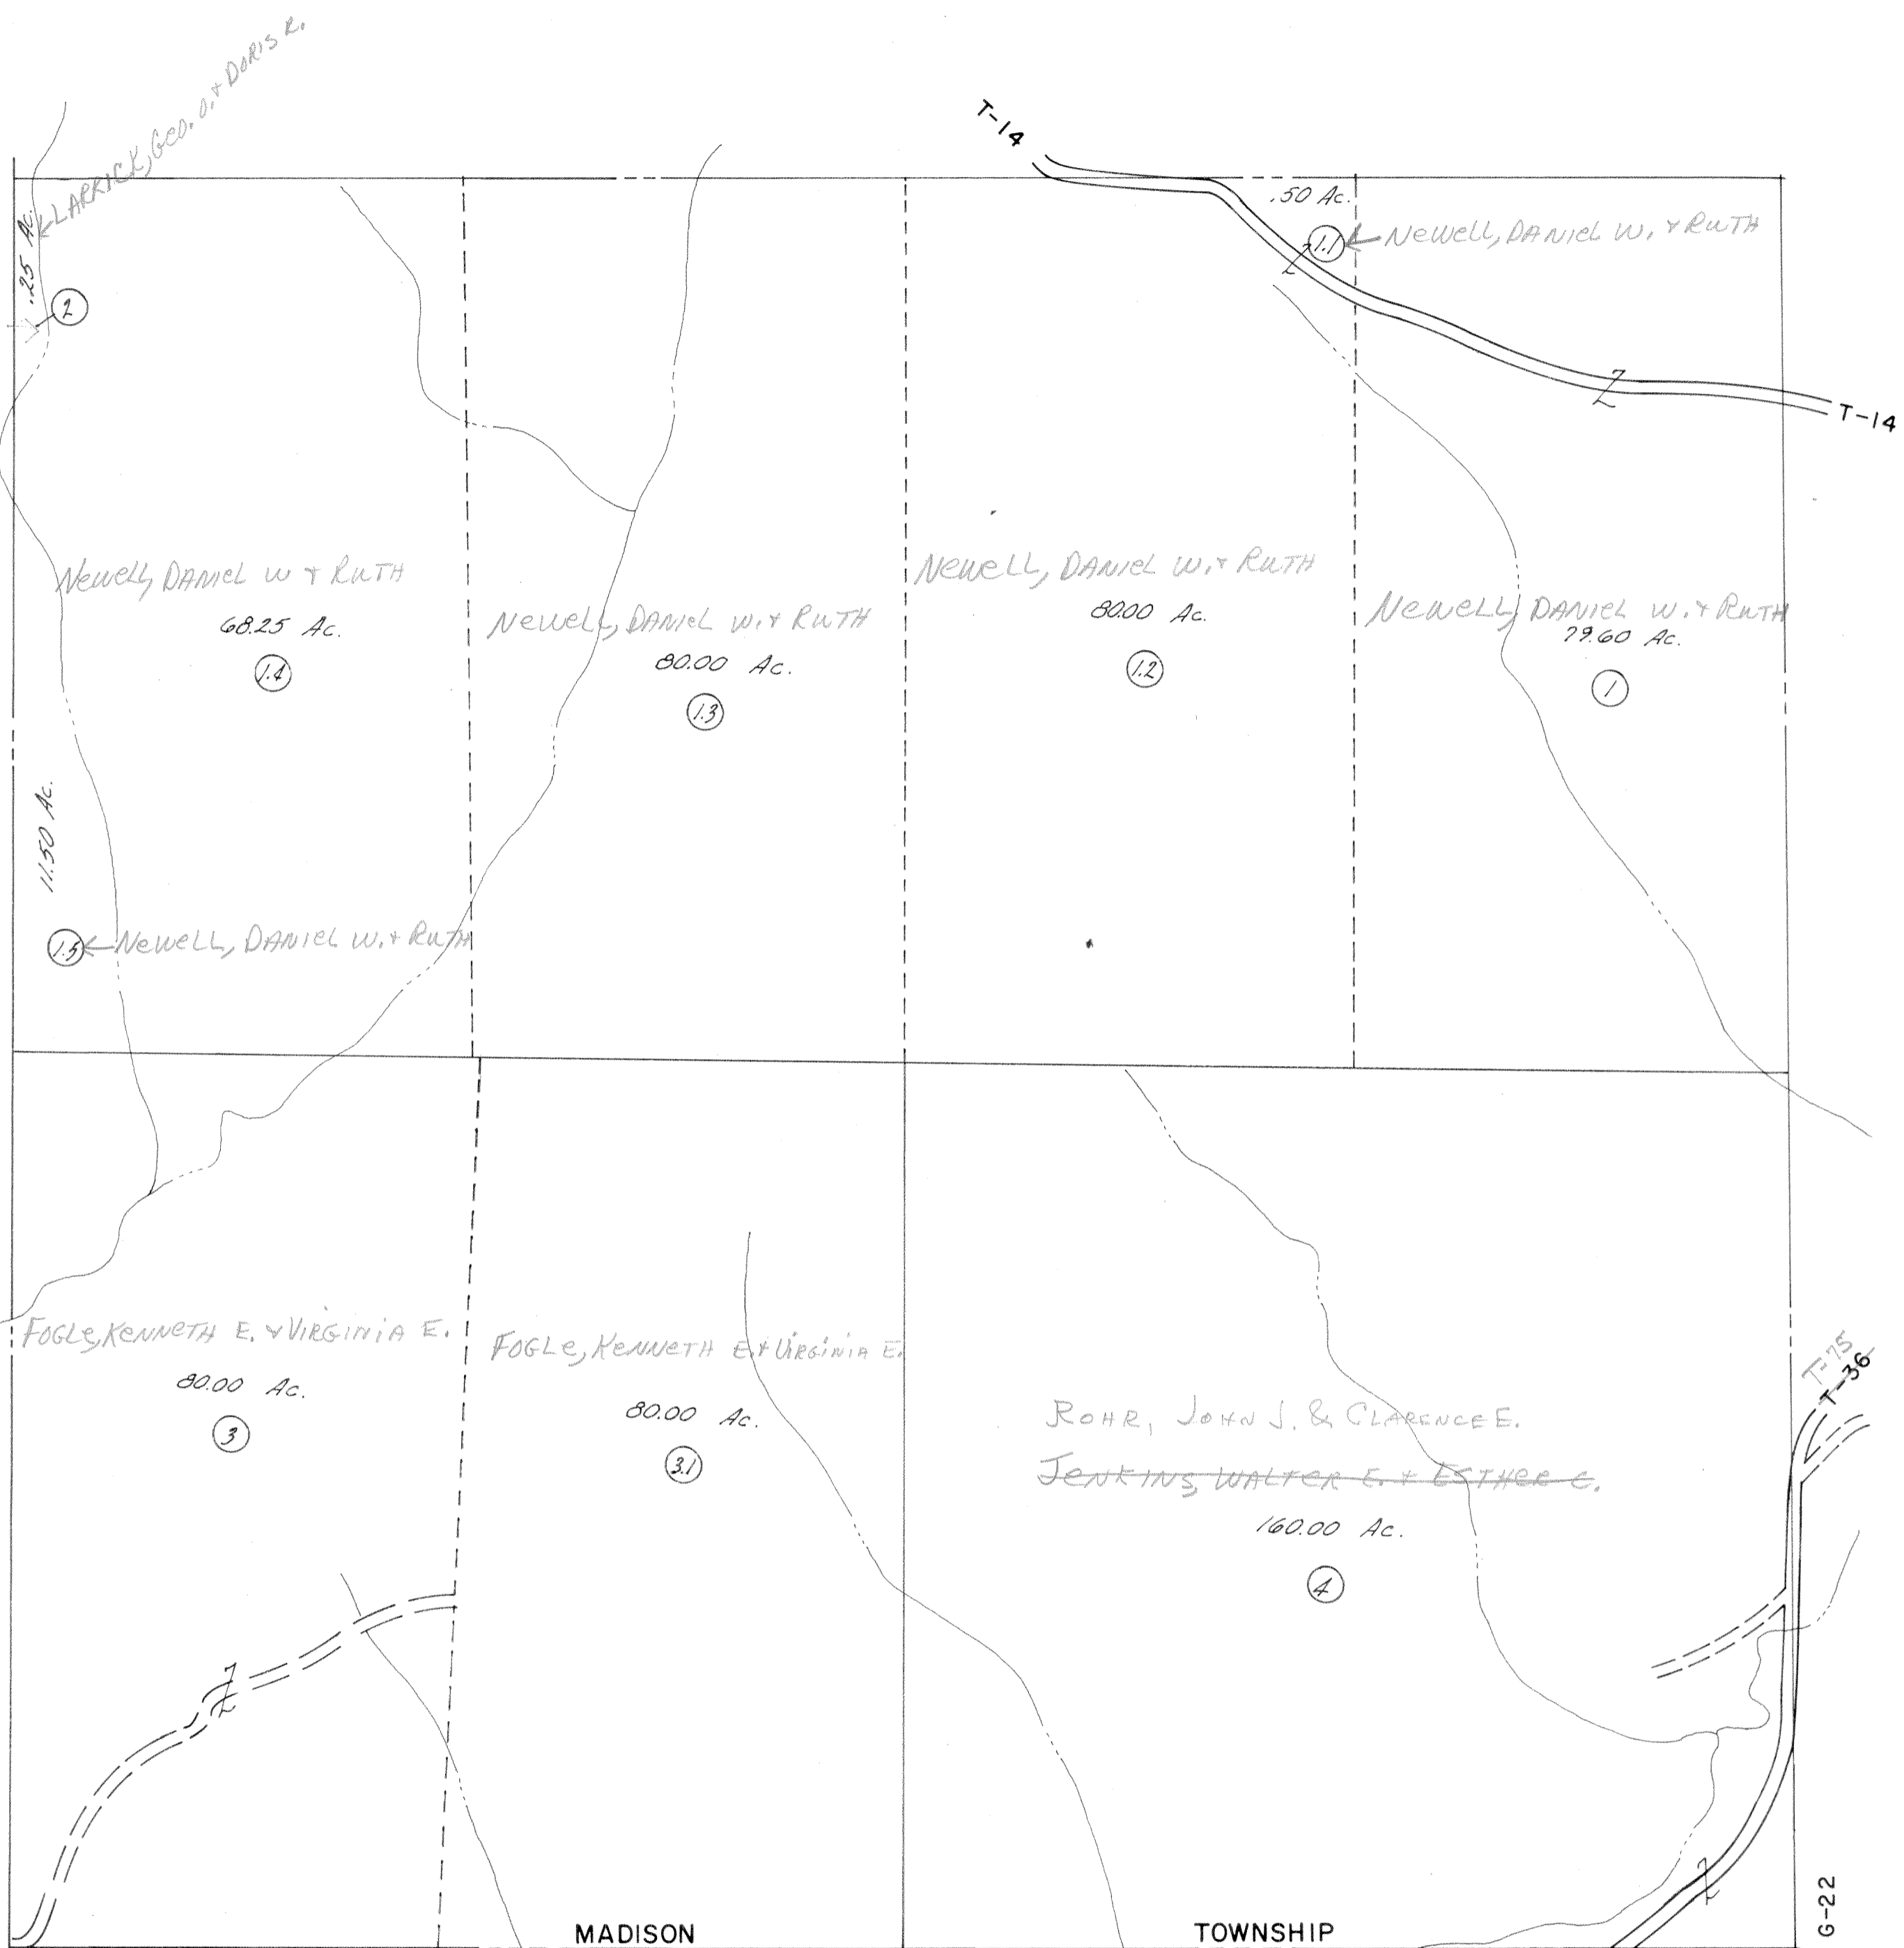 LARRICK, GEO. O. + DORIS R.
.25 Ac.
2
T-14
.50 Ac.
1.1
Newell, Daniel W. + Ruth
T-14
Newell, Daniel W + Ruth
68.25 Ac.
1.4
Newell, Daniel W. + Ruth
80.00 Ac.
1.3
Newell, Daniel W. + Ruth
80.00 Ac.
1.2
Newell, Daniel W. + Ruth
79.60 Ac.
1
11.50 Ac.
1.5
Newell, Daniel W. + Ruth
Fogle, Kenneth E. + Virginia E.
80.00 Ac.
3
Fogle, Kenneth E. + Virginia E.
80.00 Ac.
3.1
ROHR, JOHN J. & CLARENCE E.
Jenkins, Walter E. + Esther C.
160.00 Ac.
4
T-75
T-36
MADISON TOWNSHIP
G-22